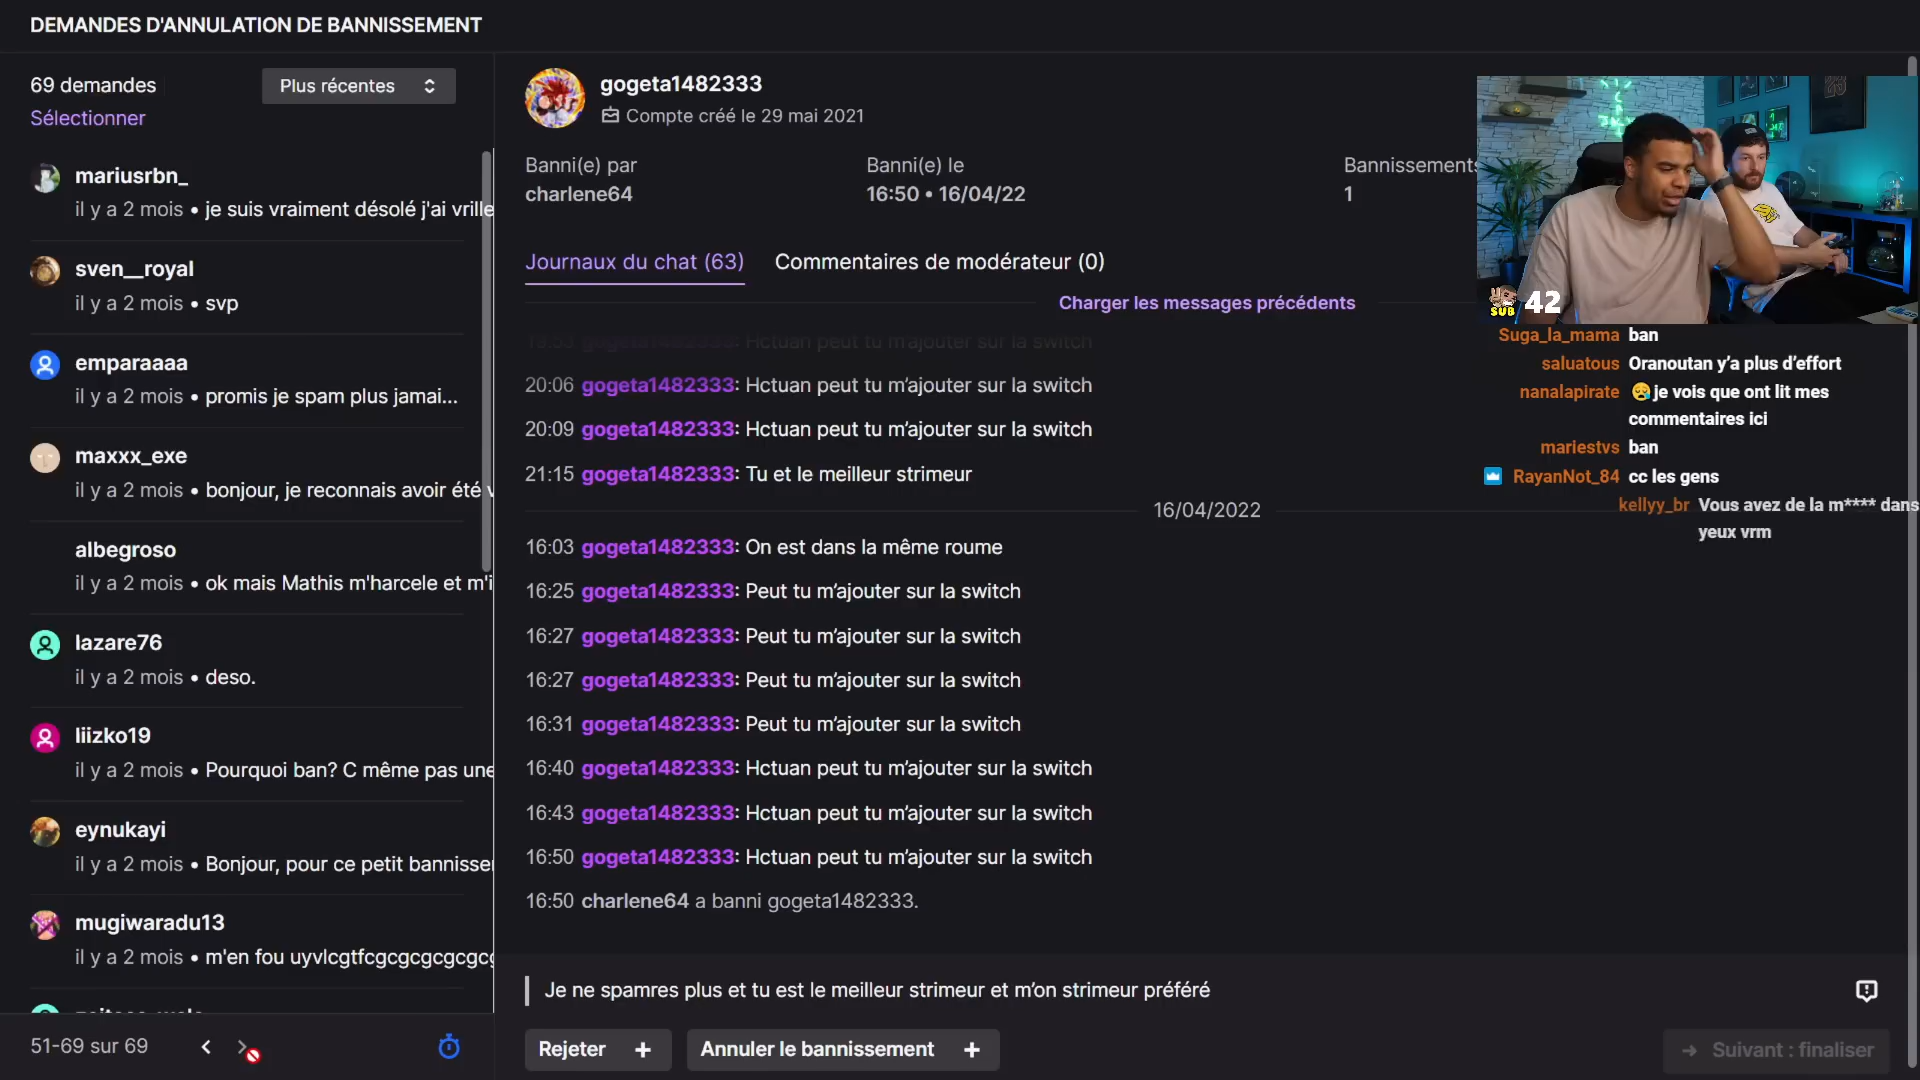 DEMANDES D'ANNULATION DE BANNISSEMENT
69 demandes
Plus récentes
Sélectionner
mariusrbn_
il y a 2 mois • je suis vraiment désolé j'ai vrille
sven__royal
il y a 2 mois • svp
emparaaaa
il y a 2 mois • promis je spam plus jamai...
maxxx_exe
il y a 2 mois • bonjour, je reconnais avoir été v
albegroso
il y a 2 mois • ok mais Mathis m'harcele et m'i
lazare76
il y a 2 mois • deso.
liizko19
il y a 2 mois • Pourquoi ban? C même pas une
eynukayi
il y a 2 mois • Bonjour, pour ce petit bannisse
mugiwaradu13
il y a 2 mois • m'en fou uyvlcgtfcgcgcgcgcgcg
51-69 sur 69
gogeta1482333
Compte créé le 29 mai 2021
Banni(e) par
charlene64
Banni(e) le
16:50 • 16/04/22
Bannissements
1
Journaux du chat (63)
Commentaires de modérateur (0)
Charger les messages précédents
19:53 gogeta1482333: Hctuan peut tu m'ajouter sur la switch
20:06 gogeta1482333: Hctuan peut tu m'ajouter sur la switch
20:09 gogeta1482333: Hctuan peut tu m'ajouter sur la switch
21:15 gogeta1482333: Tu et le meilleur strimeur
16/04/2022
16:03 gogeta1482333: On est dans la même roume
16:25 gogeta1482333: Peut tu m'ajouter sur la switch
16:27 gogeta1482333: Peut tu m'ajouter sur la switch
16:27 gogeta1482333: Peut tu m'ajouter sur la switch
16:31 gogeta1482333: Peut tu m'ajouter sur la switch
16:40 gogeta1482333: Hctuan peut tu m'ajouter sur la switch
16:43 gogeta1482333: Hctuan peut tu m'ajouter sur la switch
16:50 gogeta1482333: Hctuan peut tu m'ajouter sur la switch
16:50 charlene64 a banni gogeta1482333.
Je ne spamres plus et tu est le meilleur strimeur et m'on strimeur préféré
Rejeter +
Annuler le bannissement +
→ Suivant : finaliser
23
SUB 42
Suga_la_mama ban
saluatous Oranoutan y'a plus d'effort
nanalapirate 😪je vois que ont lit mes
commentaires ici
mariestvs ban
RayanNot_84 cc les gens
kellyy_br Vous avez de la m**** dans
yeux vrm